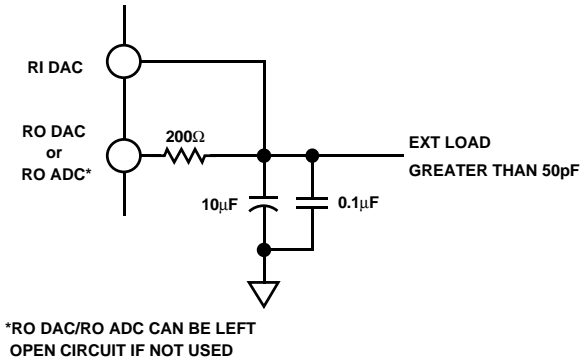 RI DAC
RO DAC
or
RO ADC*
200Ω
EXT LOAD
GREATER THAN 50pF
10μF
0.1μF
*RO DAC/RO ADC CAN BE LEFT
OPEN CIRCUIT IF NOT USED